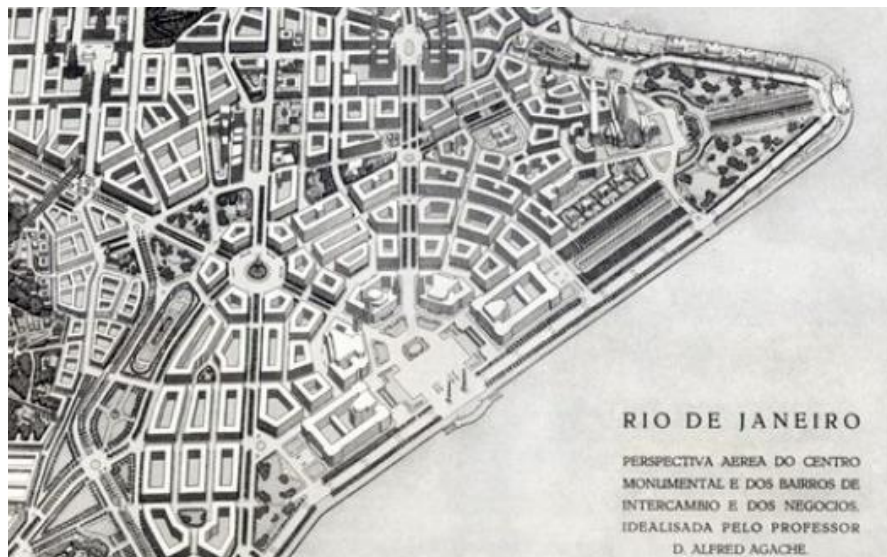 RIO DE JANEIRO
PERSPECTIVA AEREA DO CENTRO
MONUMENTAL E DOS BAIRROS DE
INTERCAMBIO E DOS NEGOCIOS.
IDEALISADA PELO PROFESSOR
D. ALFRED AGACHE.